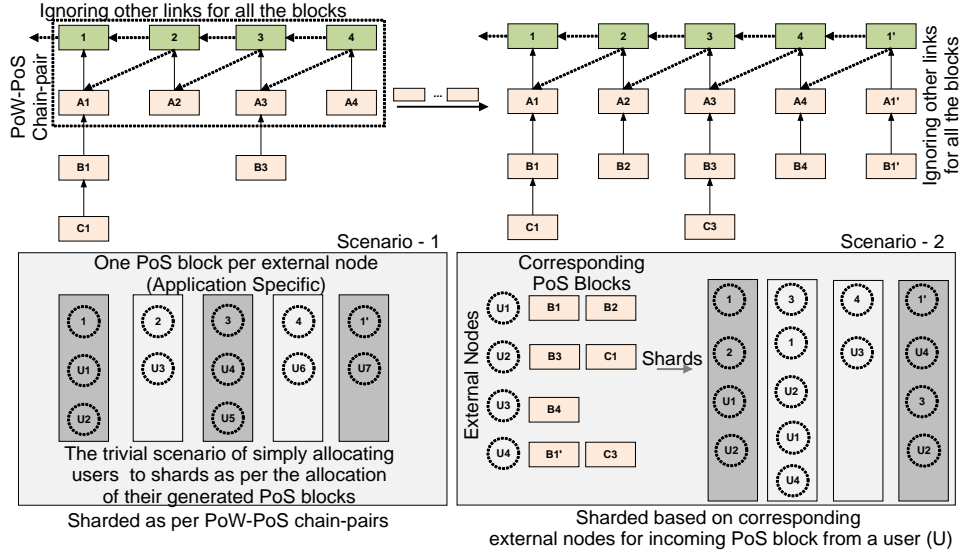 Ignoring other links for all the blocks
PoW-PoS
Chain-pair
1 2 3 4
A1 A2 A3 A4
B1 B3
C1
...
1 2 3 4 1'
A1 A2 A3 A4 A1'
B1 B2 B3 B4 B1'
C1 C3
Ignoring other links
for all the blocks
Scenario - 1
One PoS block per external node
(Application Specific)
1 2 3 4 1'
U1 U3 U4 U6 U7
U2 U5
The trivial scenario of simply allocating
users to shards as per the allocation
of their generated PoS blocks
Sharded as per PoW-PoS chain-pairs
Scenario - 2
Corresponding
PoS Blocks
External Nodes
U1 B1 B2
U2 B3 C1
U3 B4
U4 B1' C3
Shards
1 3 4 1'
2 1 U3 U4
U1 U2 3
U2 U1 U2
U4
Sharded based on corresponding
external nodes for incoming PoS block from a user (U)